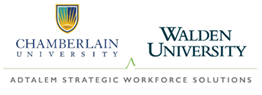 CHAMBERLAIN
UNIVERSITY
WALDEN
UNIVERSITY
ADTALEM STRATEGIC WORKFORCE SOLUTIONS